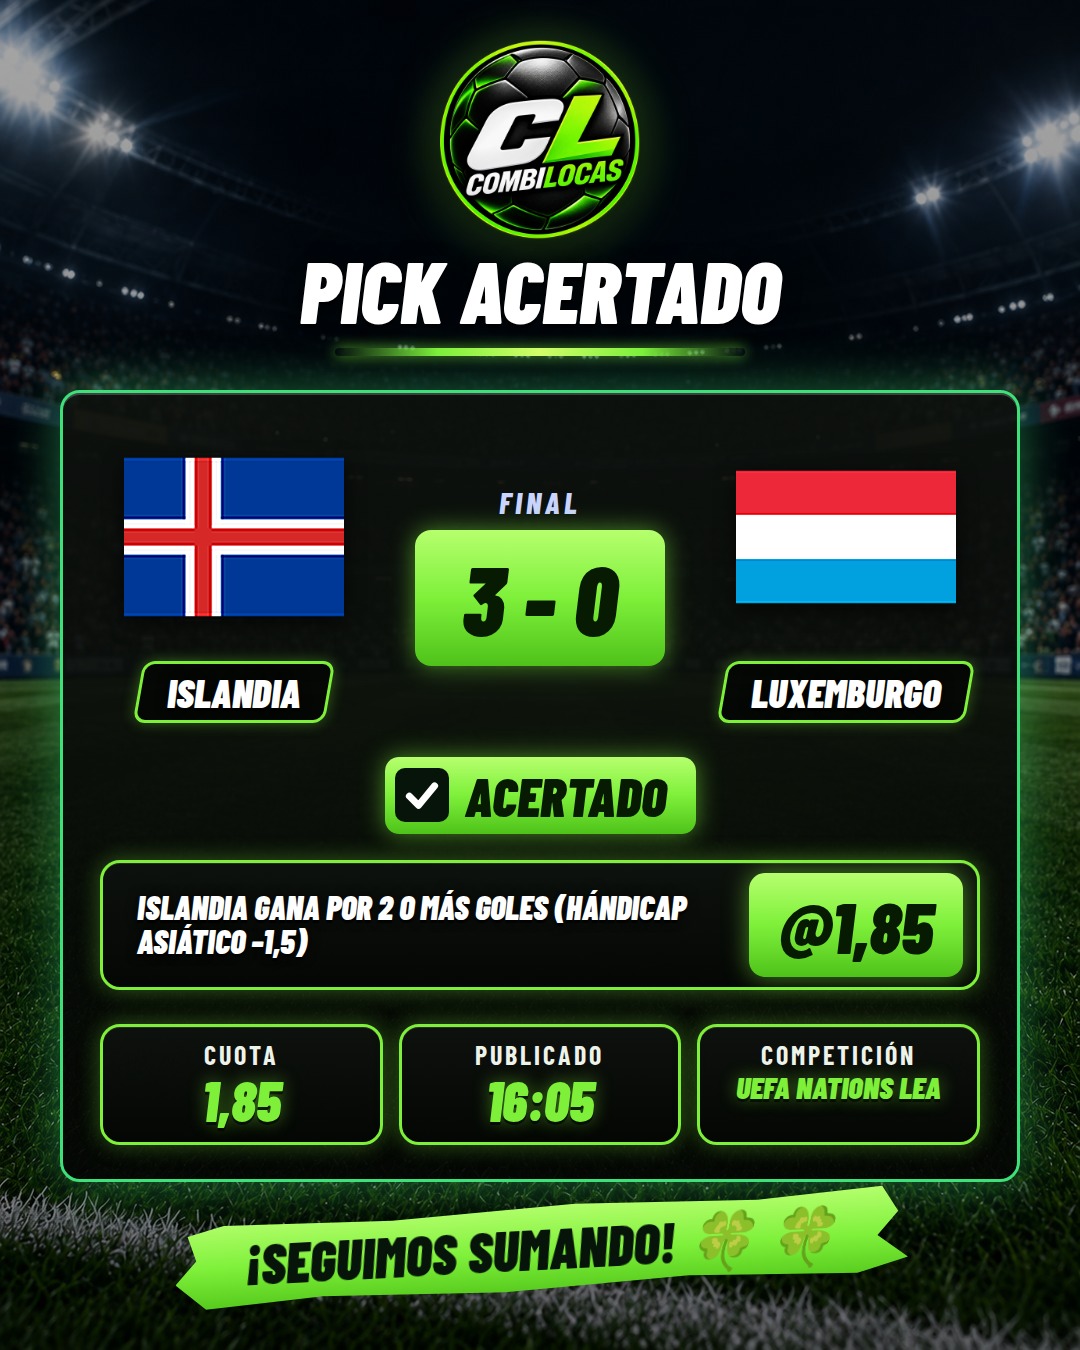 CL
COMBILOCAS
PICK ACERTADO
FINAL
3 - 0
ISLANDIA
LUXEMBURGO
ACERTADO
ISLANDIA GANA POR 2 O MÁS GOLES (HÁNDICAP
ASIÁTICO -1,5)
@1,85
CUOTA
1,85
PUBLICADO
16:05
COMPETICIÓN
UEFA NATIONS LEA
¡SEGUIMOS SUMANDO! 🍀 🍀